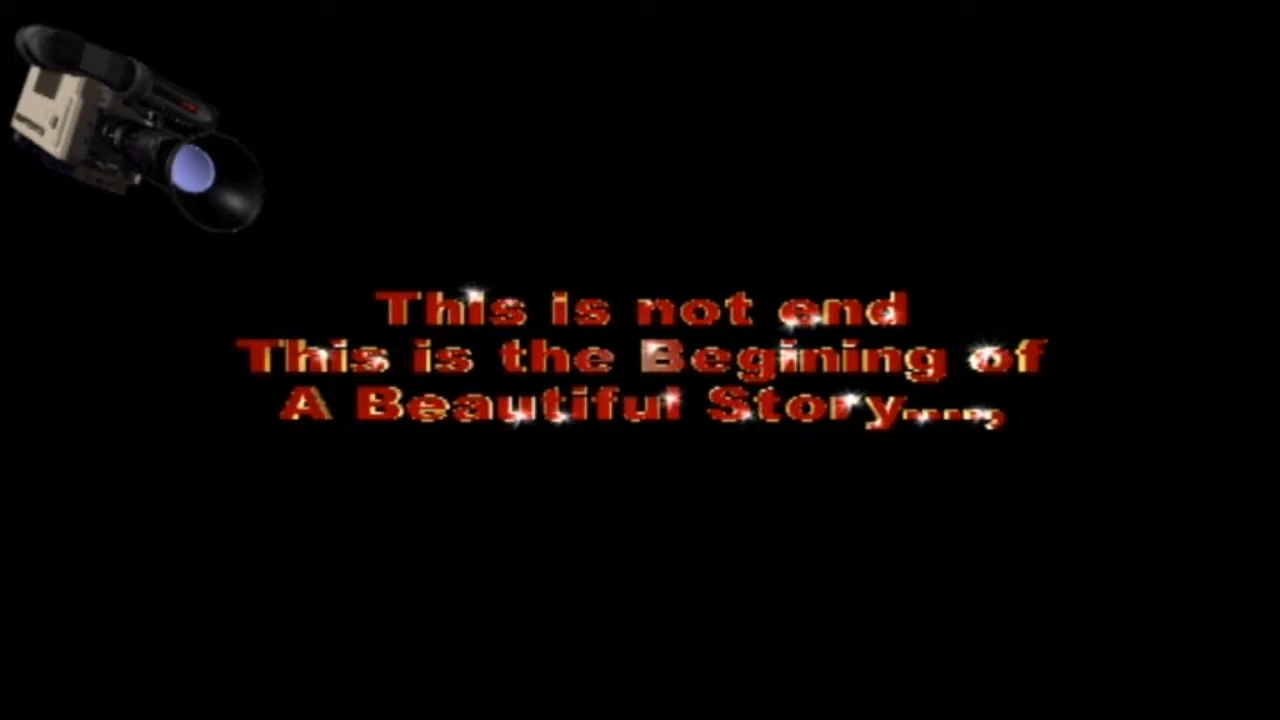 This is not end
This is the Begining of
A Beautiful Story....,